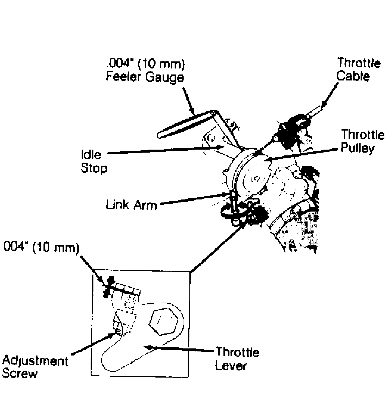 .004" (10 mm)
Feeler Gauge
Throttle
Cable
Throttle
Pulley
Idle
Stop
Link Arm
.004" (10 mm)
Adjustment
Screw
Throttle
Lever